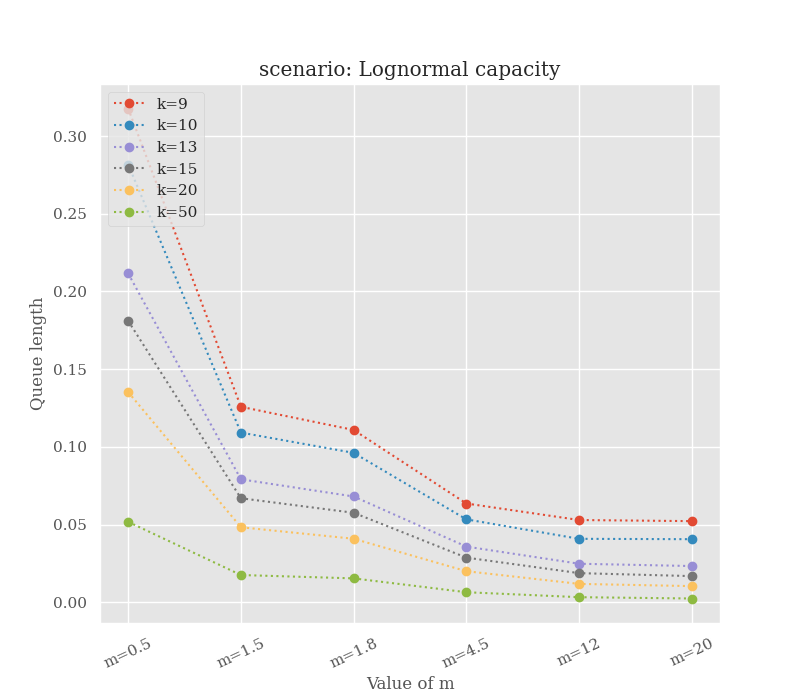 scenario: Lognormal capacity
k=9
k=10
k=13
k=15
k=20
k=50
0.30
0.25
0.20
0.15
0.10
0.05
0.00
Queue length
m=0.5
m=1.5
m=1.8
m=4.5
m=12
m=20
Value of m